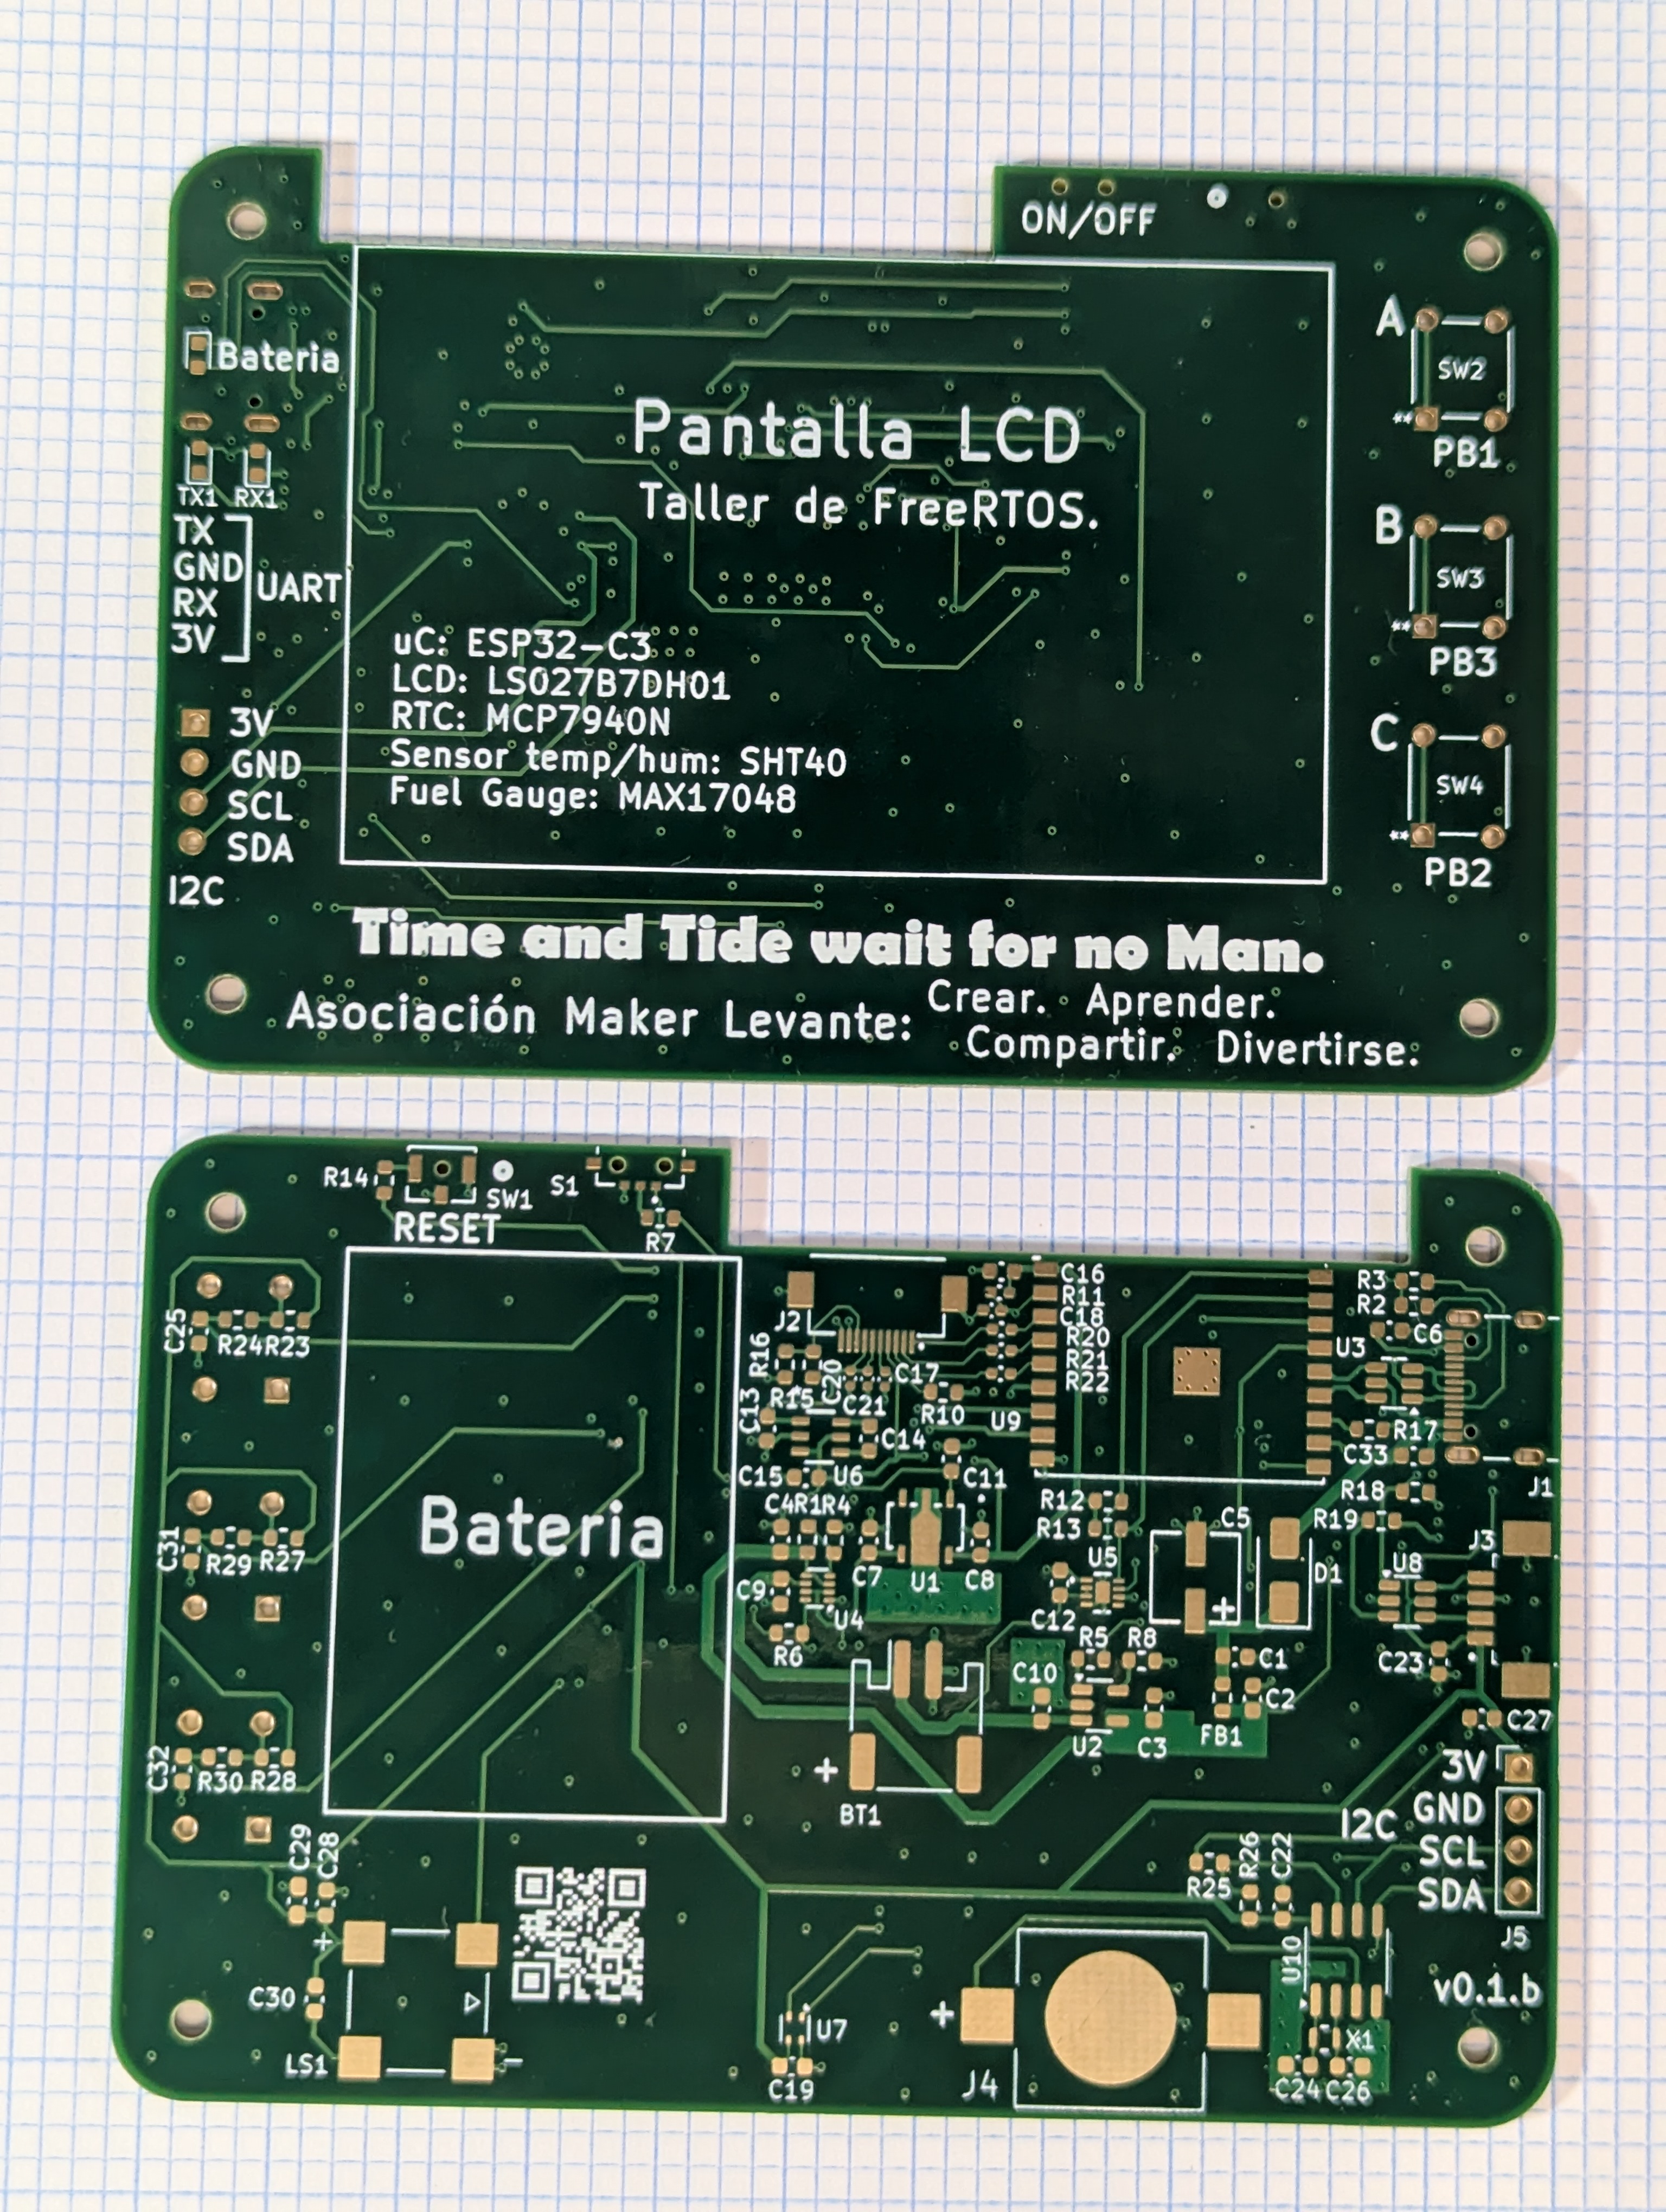 ON/OFF
A
SW2
**
PB1
Bateria
TX1 RX1
TX
GND
RX
3V
UART
Pantalla LCD
Taller de FreeRTOS.
B
SW3
**
PB3
uC: ESP32-C3
LCD: LS027B7DH01
RTC: MCP7940N
Sensor temp/hum: SHT40
Fuel Gauge: MAX17048
3V
GND
SCL
SDA
I2C
C
SW4
**
PB2
Time and Tide wait for no Man.
Asociación Maker Levante:
Crear. Aprender.
Compartir. Divertirse.
R14
SW1
RESET
S1
R7
C25
R24 R23
C31
R29 R27
C32
R30 R28
Bateria
J2
C16
R11
C18
R20
R21
R22
R16
R15
C20
C17
C21
R10
U9
C13
C14
C15
U6
C11
C4 R1 R4
C9
C7
U1
C8
U4
R6
R3
R2
C6
U3
R17
C33
R18
R19
J1
J3
R12
R13
U5
C5
+
D1
U8
C12
R5
R8
C10
C1
C2
FB1
U2
C3
C23
C27
+
BT1
3V
GND
SCL
SDA
I2C
J5
C29
C28
+
C30
LS1
-
U7
C19
R25
R26
C22
+
J4
U10
X1
C24 C26
v0.1.b